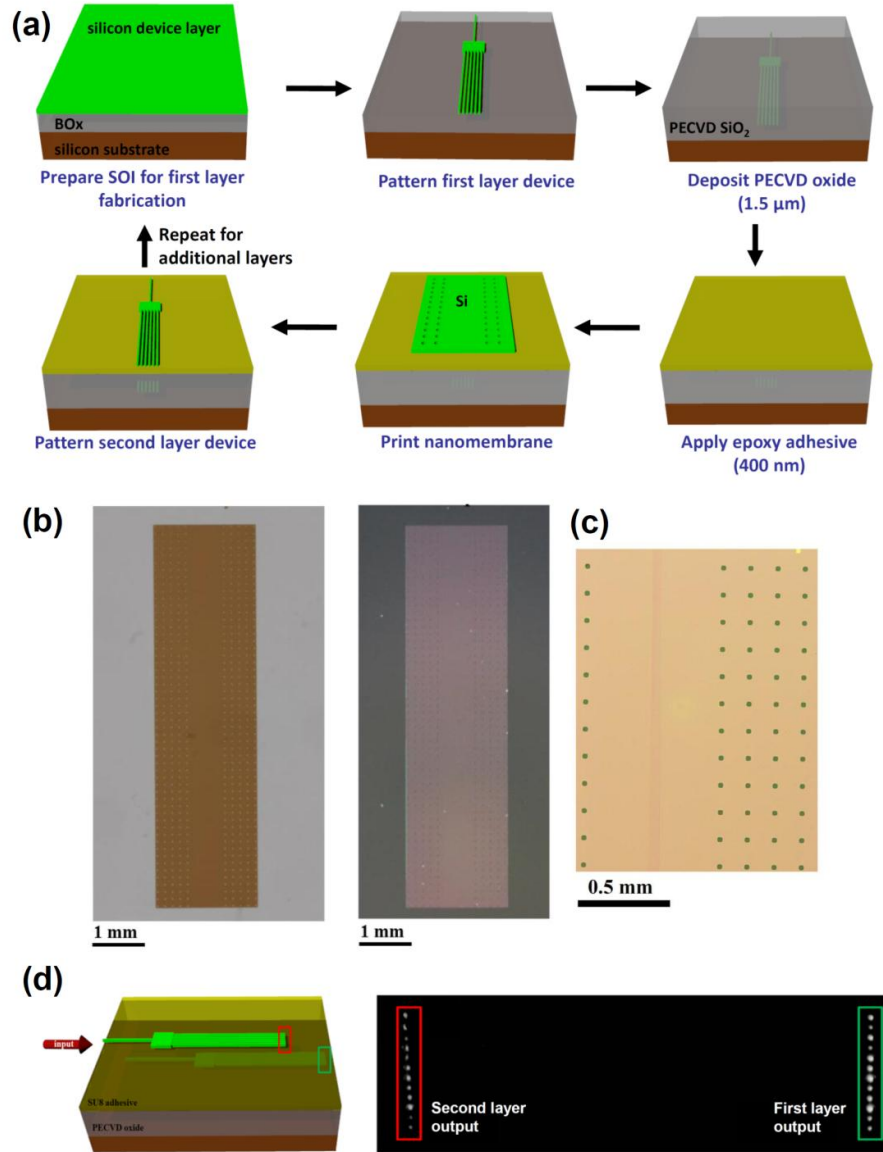 (a)
silicon device layer
BOx
silicon substrate
Prepare SOI for first layer
fabrication
Pattern first layer device
PECVD SiO₂
Deposit PECVD oxide
(1.5 μm)
Repeat for
additional layers
Pattern second layer device
Si
Print nanomembrane
Apply epoxy adhesive
(400 nm)
(b)
1 mm
1 mm
(c)
0.5 mm
(d)
input
SU8 adhesive
PECVD oxide
Second layer
output
First layer
output